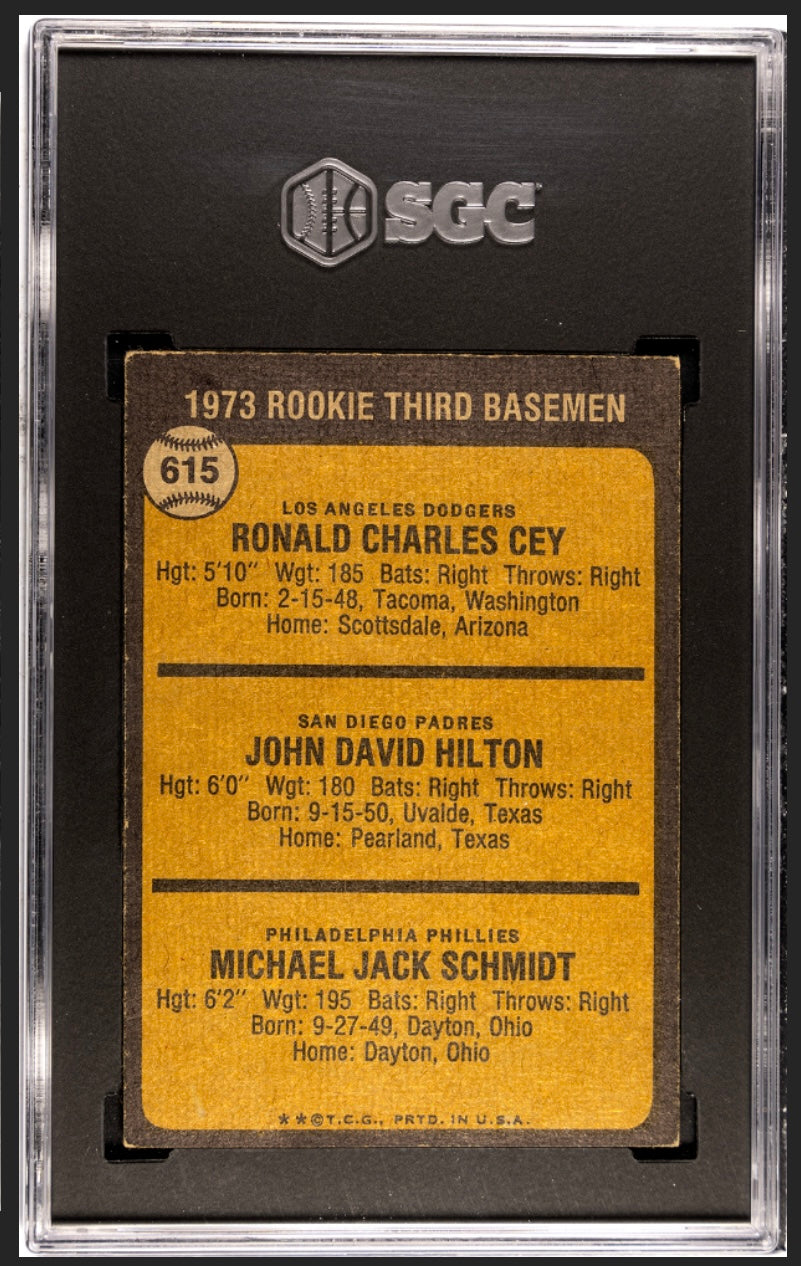 SGC
1973 ROOKIE THIRD BASEMEN
615
LOS ANGELES DODGERS
RONALD CHARLES CEY
Hgt: 5'10" Wgt: 185 Bats: Right Throws: Right
Born: 2-15-48, Tacoma, Washington
Home: Scottsdale, Arizona
SAN DIEGO PADRES
JOHN DAVID HILTON
Hgt: 6'0" Wgt: 180 Bats: Right Throws: Right
Born: 9-15-50, Uvalde, Texas
Home: Pearland, Texas
PHILADELPHIA PHILLIES
MICHAEL JACK SCHMIDT
Hgt: 6'2" Wgt: 195 Bats: Right Throws: Right
Born: 9-27-49, Dayton, Ohio
Home: Dayton, Ohio
**©T.C.G., PRTD. IN U.S.A.